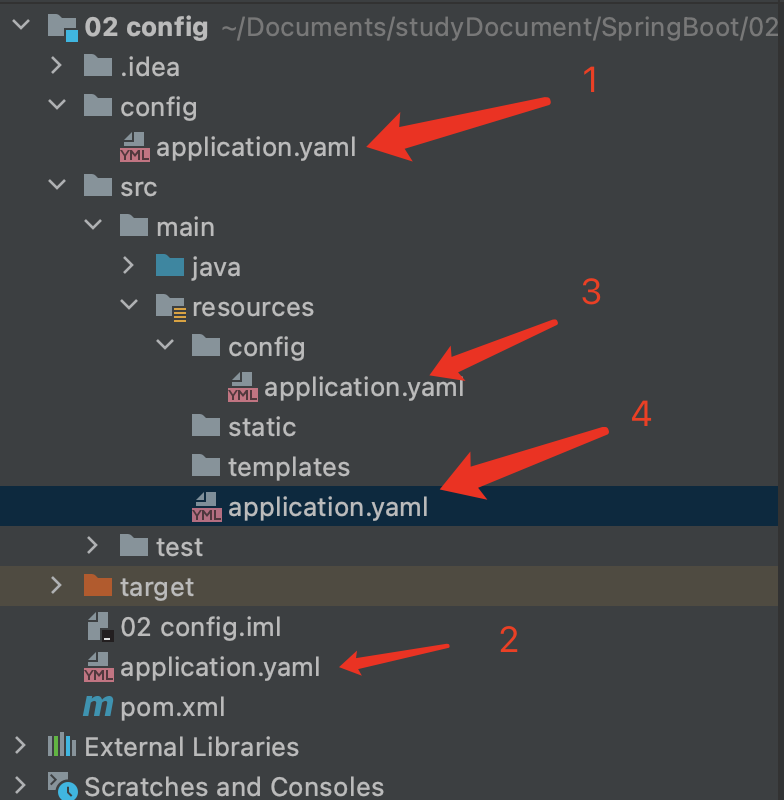 02 config ~/Documents/studyDocument/SpringBoot/02
.idea
1
config
YML application.yaml
src
main
java
3
resources
config
YML application.yaml
static
4
templates
YML application.yaml
test
target
02 config.iml
2
YML application.yaml
m pom.xml
External Libraries
Scratches and Consoles